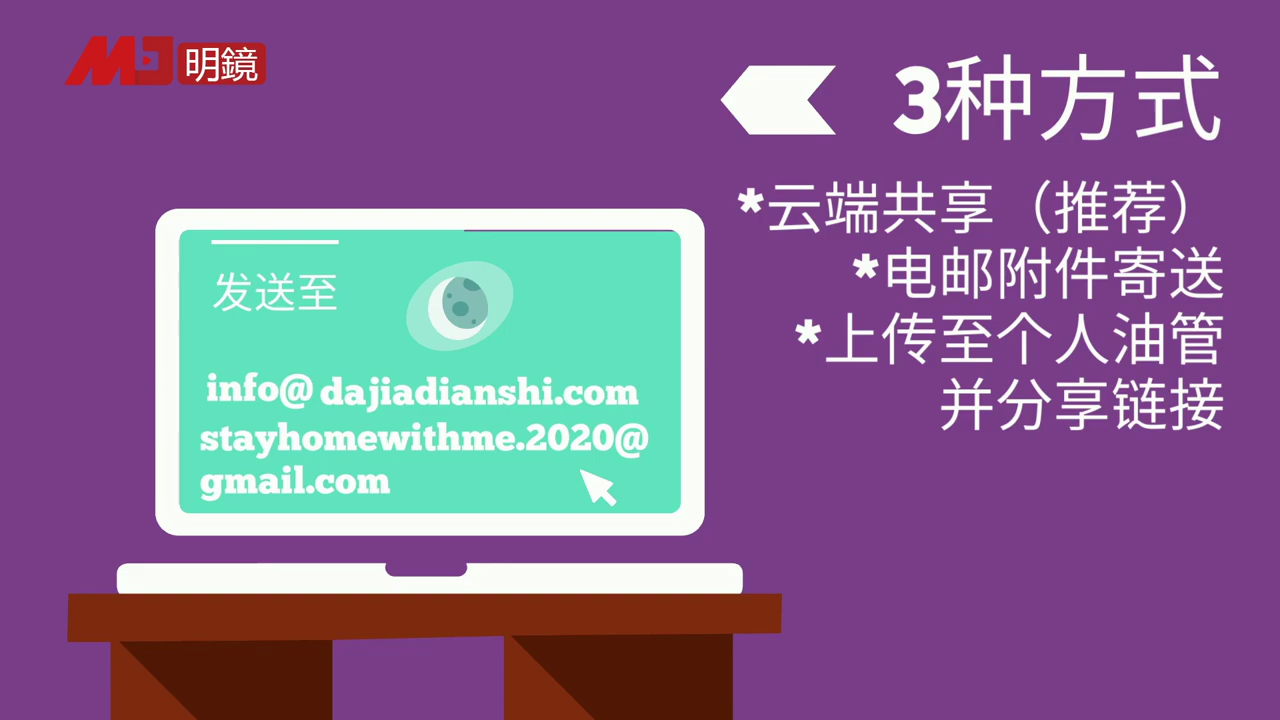 明鏡
3种方式
*云端共享（推荐）
*电邮附件寄送
*上传至个人油管
并分享链接
发送至
info@dajiadianshi.com
stayhomewithme.2020@
gmail.com